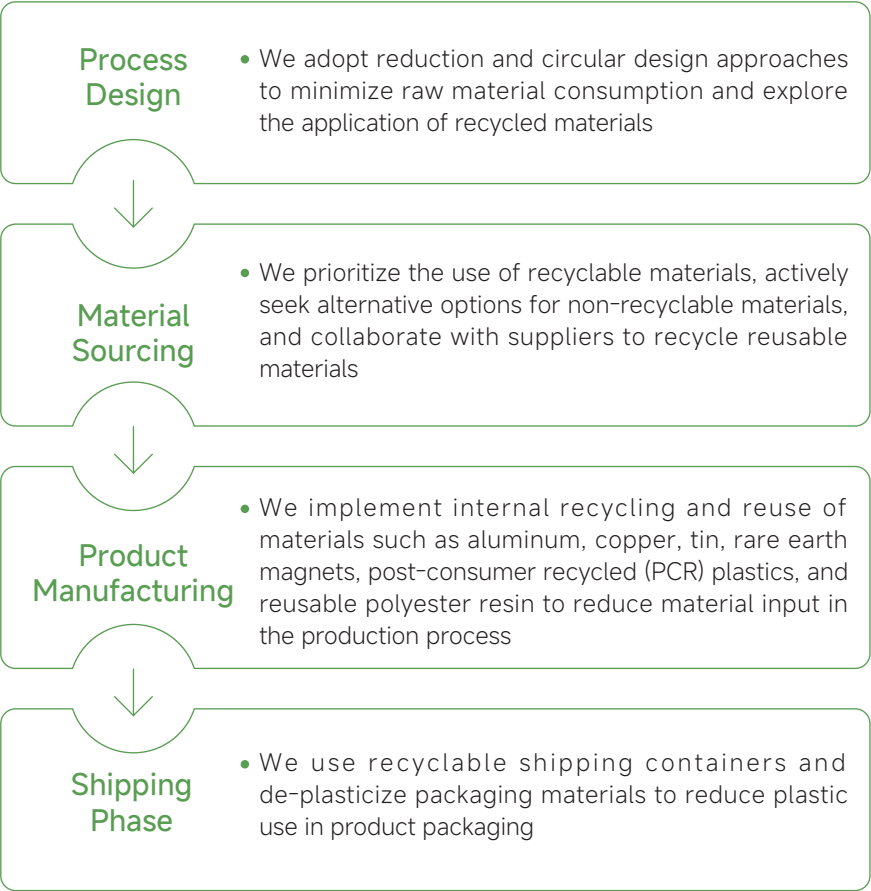 Process
Design
• We adopt reduction and circular design approaches
to minimize raw material consumption and explore
the application of recycled materials
Material
Sourcing
• We prioritize the use of recyclable materials, actively
seek alternative options for non-recyclable materials,
and collaborate with suppliers to recycle reusable
materials
Product
Manufacturing
• We implement internal recycling and reuse of
materials such as aluminum, copper, tin, rare earth
magnets, post-consumer recycled (PCR) plastics, and
reusable polyester resin to reduce material input in
the production process
Shipping
Phase
• We use recyclable shipping containers and
de-plasticize packaging materials to reduce plastic
use in product packaging